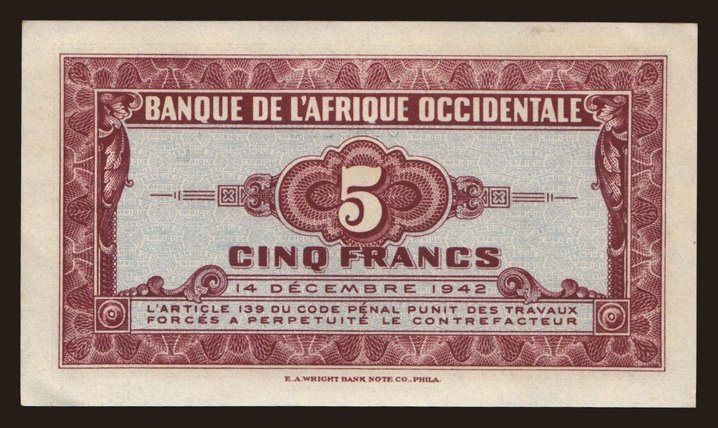 BANQUE DE L'AFRIQUE OCCIDENTALE
5
CINQ FRANCS
14 DÉCEMBRE 1942
L'ARTICLE 139 DU CODE PÉNAL PUNIT DES TRAVAUX
FORCÉS A PERPETUITÉ LE CONTREFACTEUR
E.A.WRIGHT BANK NOTE CO., PHILA.